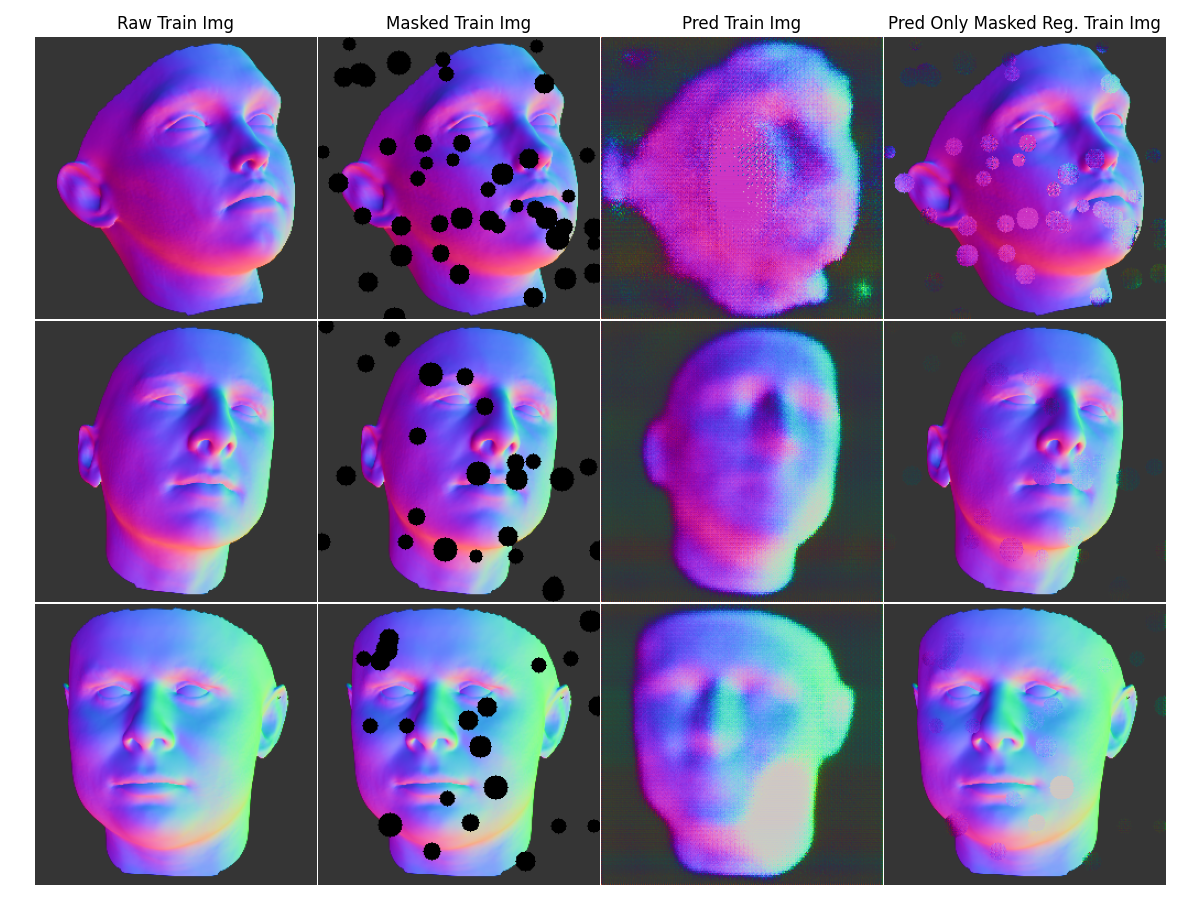 Raw Train Img
Masked Train Img
Pred Train Img
Pred Only Masked Reg. Train Img